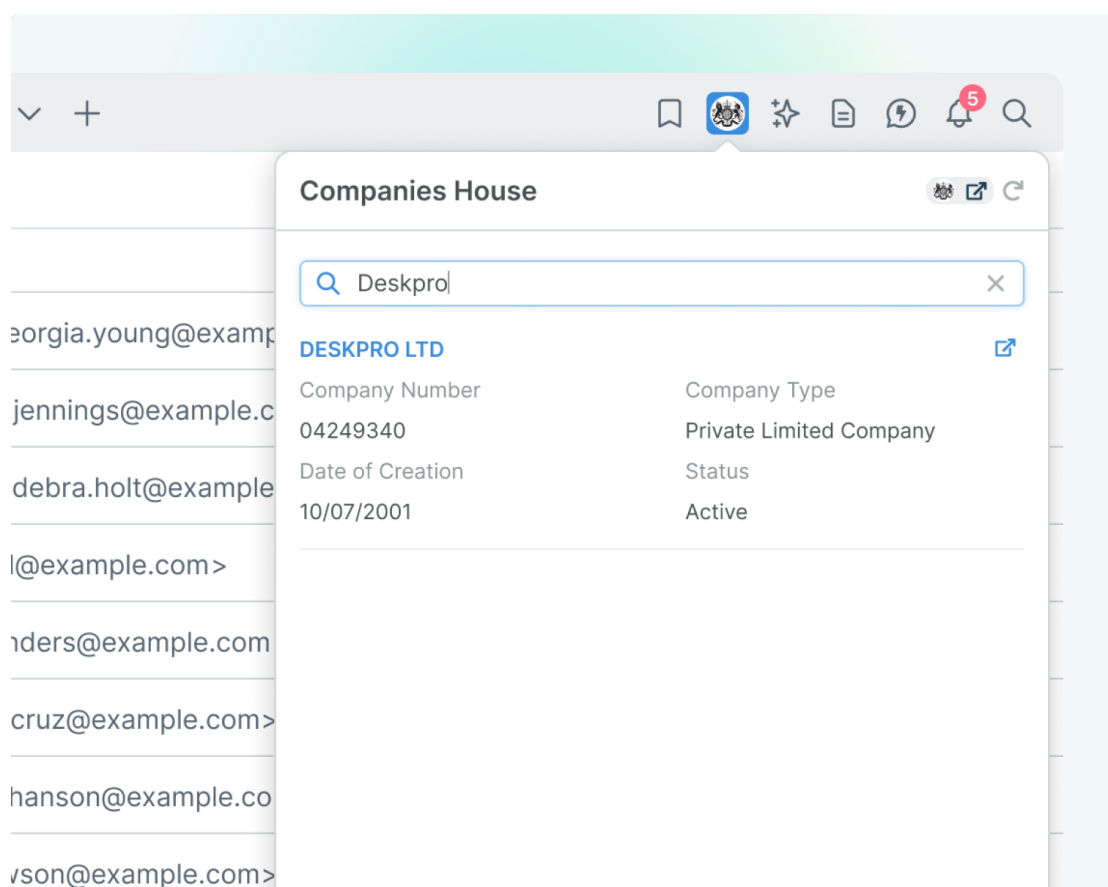 5
Companies House
Deskpro
DESKPRO LTD
Company Number Company Type
04249340 Private Limited Company
Date of Creation Status
10/07/2001 Active
eorgia.young@examp
jennings@example.c
debra.holt@example
@example.com>
nders@example.com
cruz@example.com>
hanson@example.co
wson@example.com>